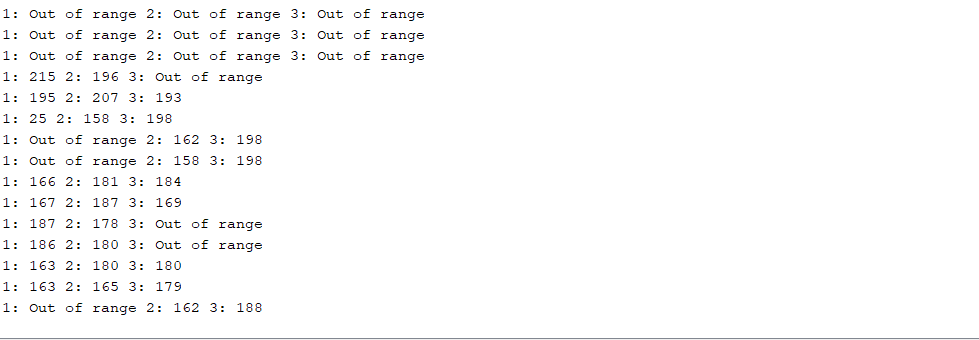 1: Out of range 2: Out of range 3: Out of range
1: Out of range 2: Out of range 3: Out of range
1: Out of range 2: Out of range 3: Out of range
1: 215 2: 196 3: Out of range
1: 195 2: 207 3: 193
1: 25 2: 158 3: 198
1: Out of range 2: 162 3: 198
1: Out of range 2: 158 3: 198
1: 166 2: 181 3: 184
1: 167 2: 187 3: 169
1: 187 2: 178 3: Out of range
1: 186 2: 180 3: Out of range
1: 163 2: 180 3: 180
1: 163 2: 165 3: 179
1: Out of range 2: 162 3: 188